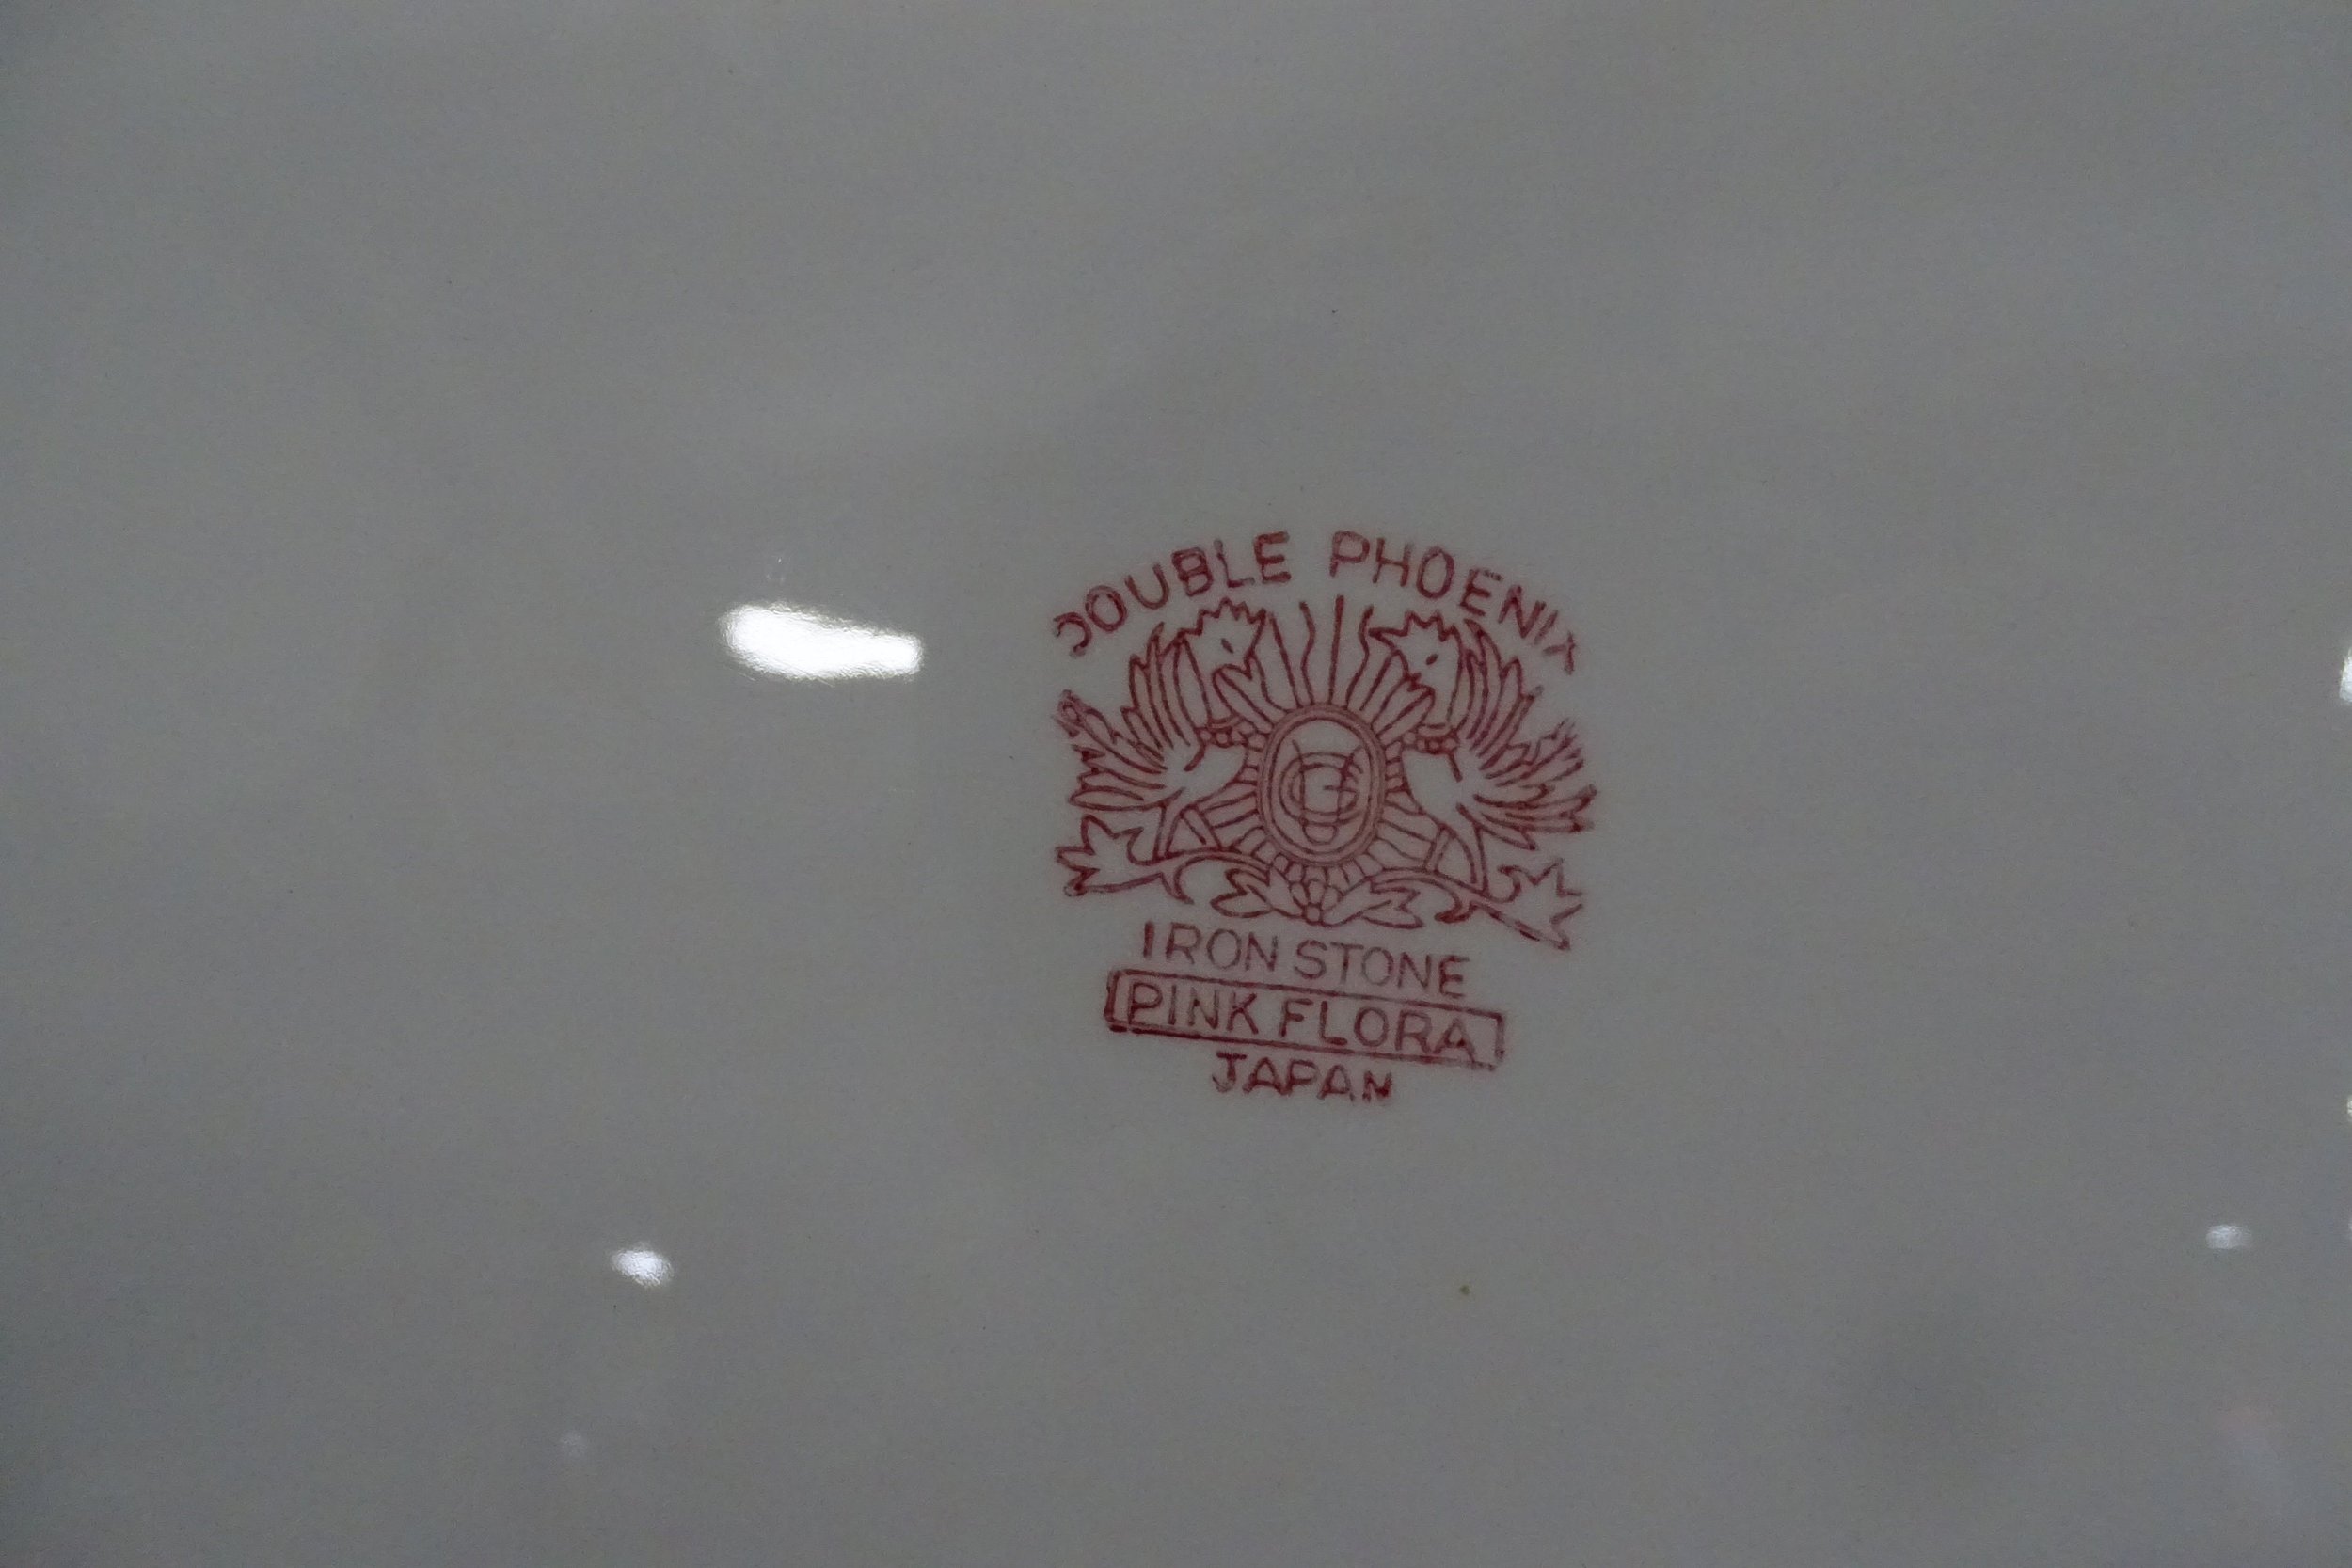 DOUBLE PHOENIX
IRON STONE
PINK FLORA
JAPAN